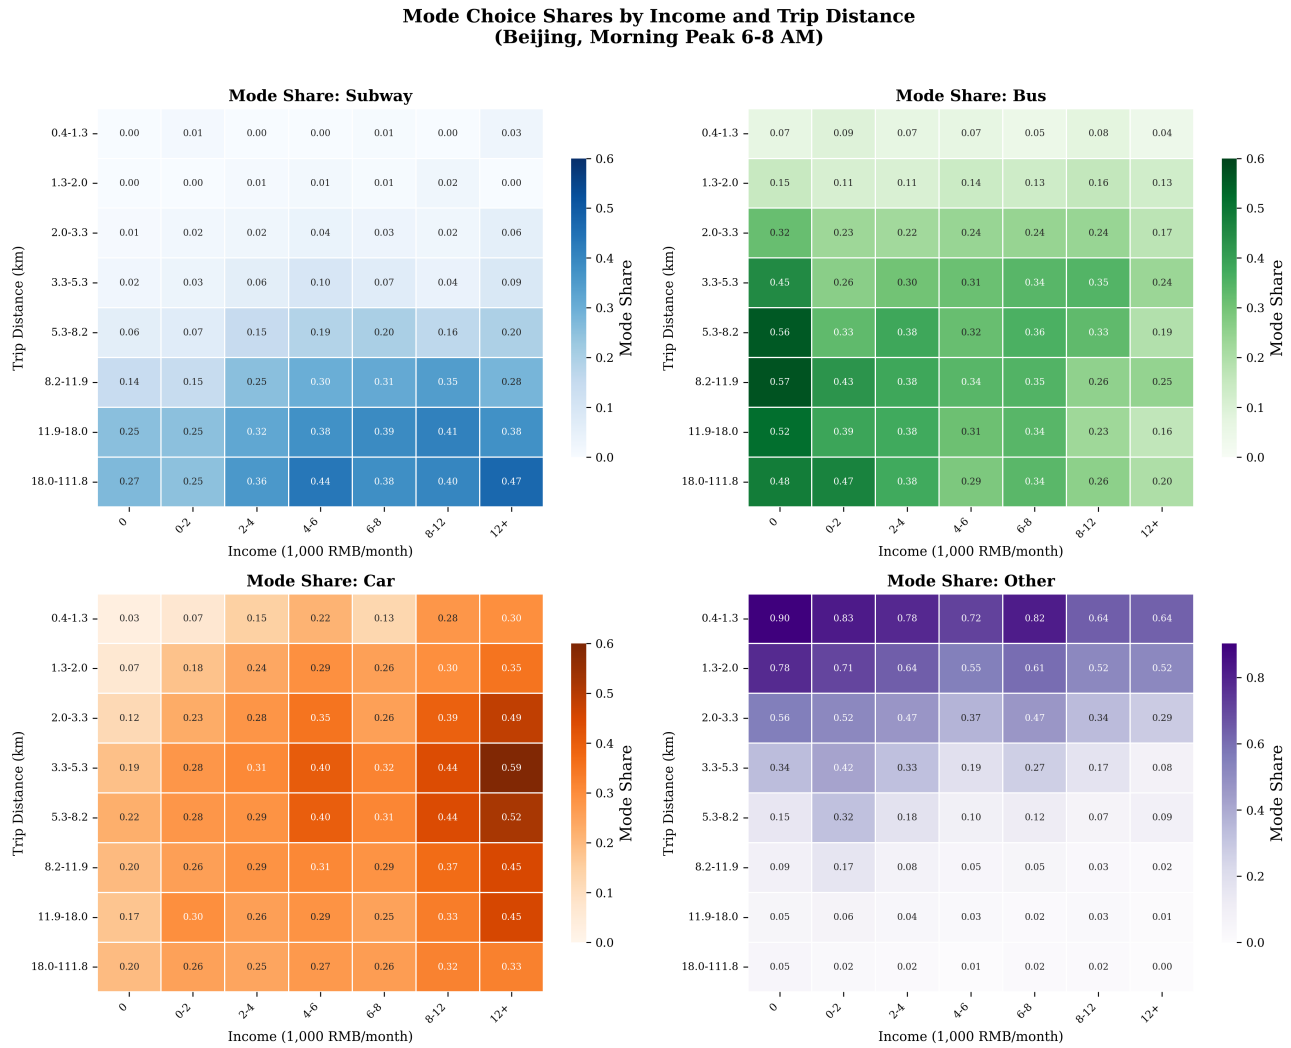 Mode Choice Shares by Income and Trip Distance
(Beijing, Morning Peak 6-8 AM)
Mode Share: Subway
Trip Distance (km)
0.4-1.3 0.00 0.01 0.00 0.00 0.01 0.00 0.03
1.3-2.0 0.00 0.00 0.01 0.01 0.01 0.02 0.00
2.0-3.3 0.01 0.02 0.02 0.04 0.03 0.02 0.06
3.3-5.3 0.02 0.03 0.06 0.10 0.07 0.04 0.09
5.3-8.2 0.06 0.07 0.15 0.19 0.20 0.16 0.20
8.2-11.9 0.14 0.15 0.25 0.30 0.31 0.35 0.28
11.9-18.0 0.25 0.25 0.32 0.38 0.39 0.41 0.38
18.0-111.8 0.27 0.25 0.36 0.44 0.38 0.40 0.47
0 0-2 2-4 4-6 6-8 8-12 12+
Income (1,000 RMB/month)
0.6
0.5
0.4
0.3
0.2
0.1
0.0
Mode Share
Mode Share: Bus
Trip Distance (km)
0.4-1.3 0.07 0.09 0.07 0.07 0.05 0.08 0.04
1.3-2.0 0.15 0.11 0.11 0.14 0.13 0.16 0.13
2.0-3.3 0.32 0.23 0.22 0.24 0.24 0.24 0.17
3.3-5.3 0.45 0.26 0.30 0.31 0.34 0.35 0.24
5.3-8.2 0.56 0.33 0.38 0.32 0.36 0.33 0.19
8.2-11.9 0.57 0.43 0.38 0.34 0.35 0.26 0.25
11.9-18.0 0.52 0.39 0.38 0.31 0.34 0.23 0.16
18.0-111.8 0.48 0.47 0.38 0.29 0.34 0.26 0.20
0 0-2 2-4 4-6 6-8 8-12 12+
Income (1,000 RMB/month)
0.6
0.5
0.4
0.3
0.2
0.1
0.0
Mode Share
Mode Share: Car
Trip Distance (km)
0.4-1.3 0.03 0.07 0.15 0.22 0.13 0.28 0.30
1.3-2.0 0.07 0.18 0.24 0.29 0.26 0.30 0.35
2.0-3.3 0.12 0.23 0.28 0.35 0.26 0.39 0.49
3.3-5.3 0.19 0.28 0.31 0.40 0.32 0.44 0.59
5.3-8.2 0.22 0.28 0.29 0.40 0.31 0.44 0.52
8.2-11.9 0.20 0.26 0.29 0.31 0.29 0.37 0.45
11.9-18.0 0.17 0.30 0.26 0.29 0.25 0.33 0.45
18.0-111.8 0.20 0.26 0.25 0.27 0.26 0.32 0.33
0 0-2 2-4 4-6 6-8 8-12 12+
Income (1,000 RMB/month)
0.6
0.5
0.4
0.3
0.2
0.1
0.0
Mode Share
Mode Share: Other
Trip Distance (km)
0.4-1.3 0.90 0.83 0.78 0.72 0.82 0.64 0.64
1.3-2.0 0.78 0.71 0.64 0.55 0.61 0.52 0.52
2.0-3.3 0.56 0.52 0.47 0.37 0.47 0.34 0.29
3.3-5.3 0.34 0.42 0.33 0.19 0.27 0.17 0.08
5.3-8.2 0.15 0.32 0.18 0.10 0.12 0.07 0.09
8.2-11.9 0.09 0.17 0.08 0.05 0.05 0.03 0.02
11.9-18.0 0.05 0.06 0.04 0.03 0.02 0.03 0.01
18.0-111.8 0.05 0.02 0.02 0.01 0.02 0.02 0.00
0 0-2 2-4 4-6 6-8 8-12 12+
Income (1,000 RMB/month)
0.8
0.6
0.4
0.2
0.0
Mode Share